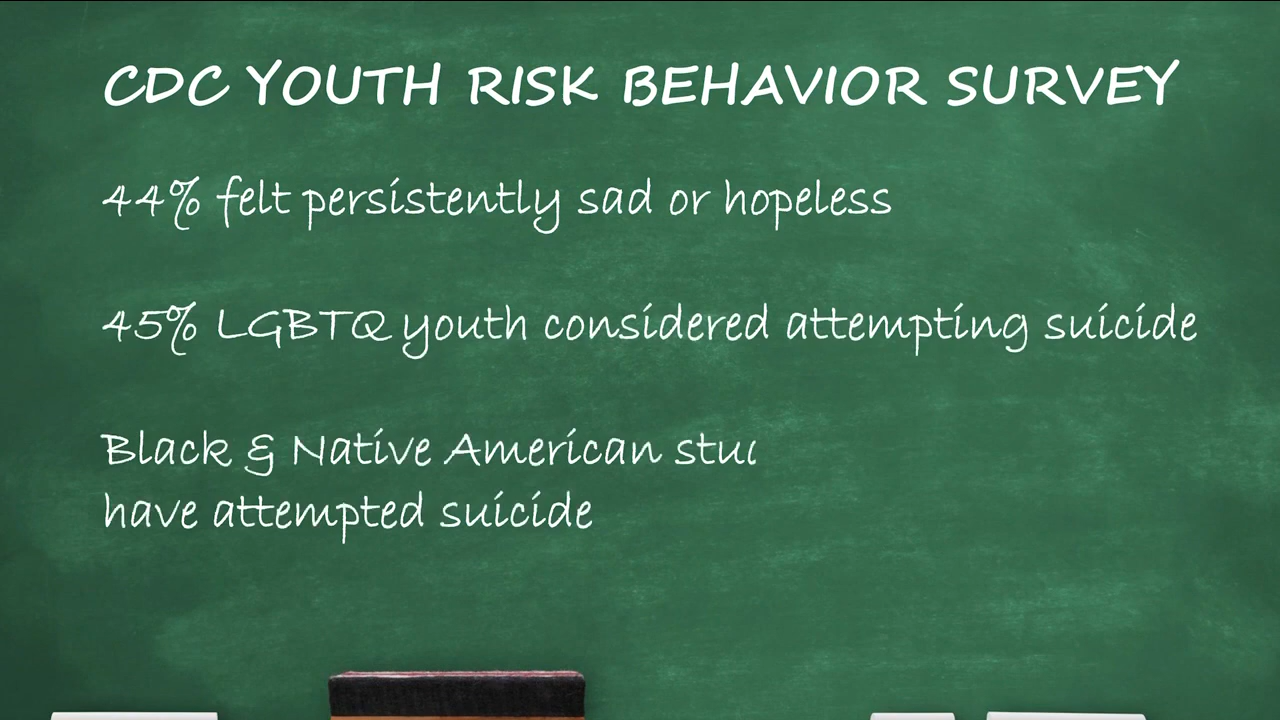 CDC YOUTH RISK BEHAVIOR SURVEY
44% felt persistently sad or hopeless
45% LGBTQ youth considered attempting suicide
Black & Native American
have attempted suicide